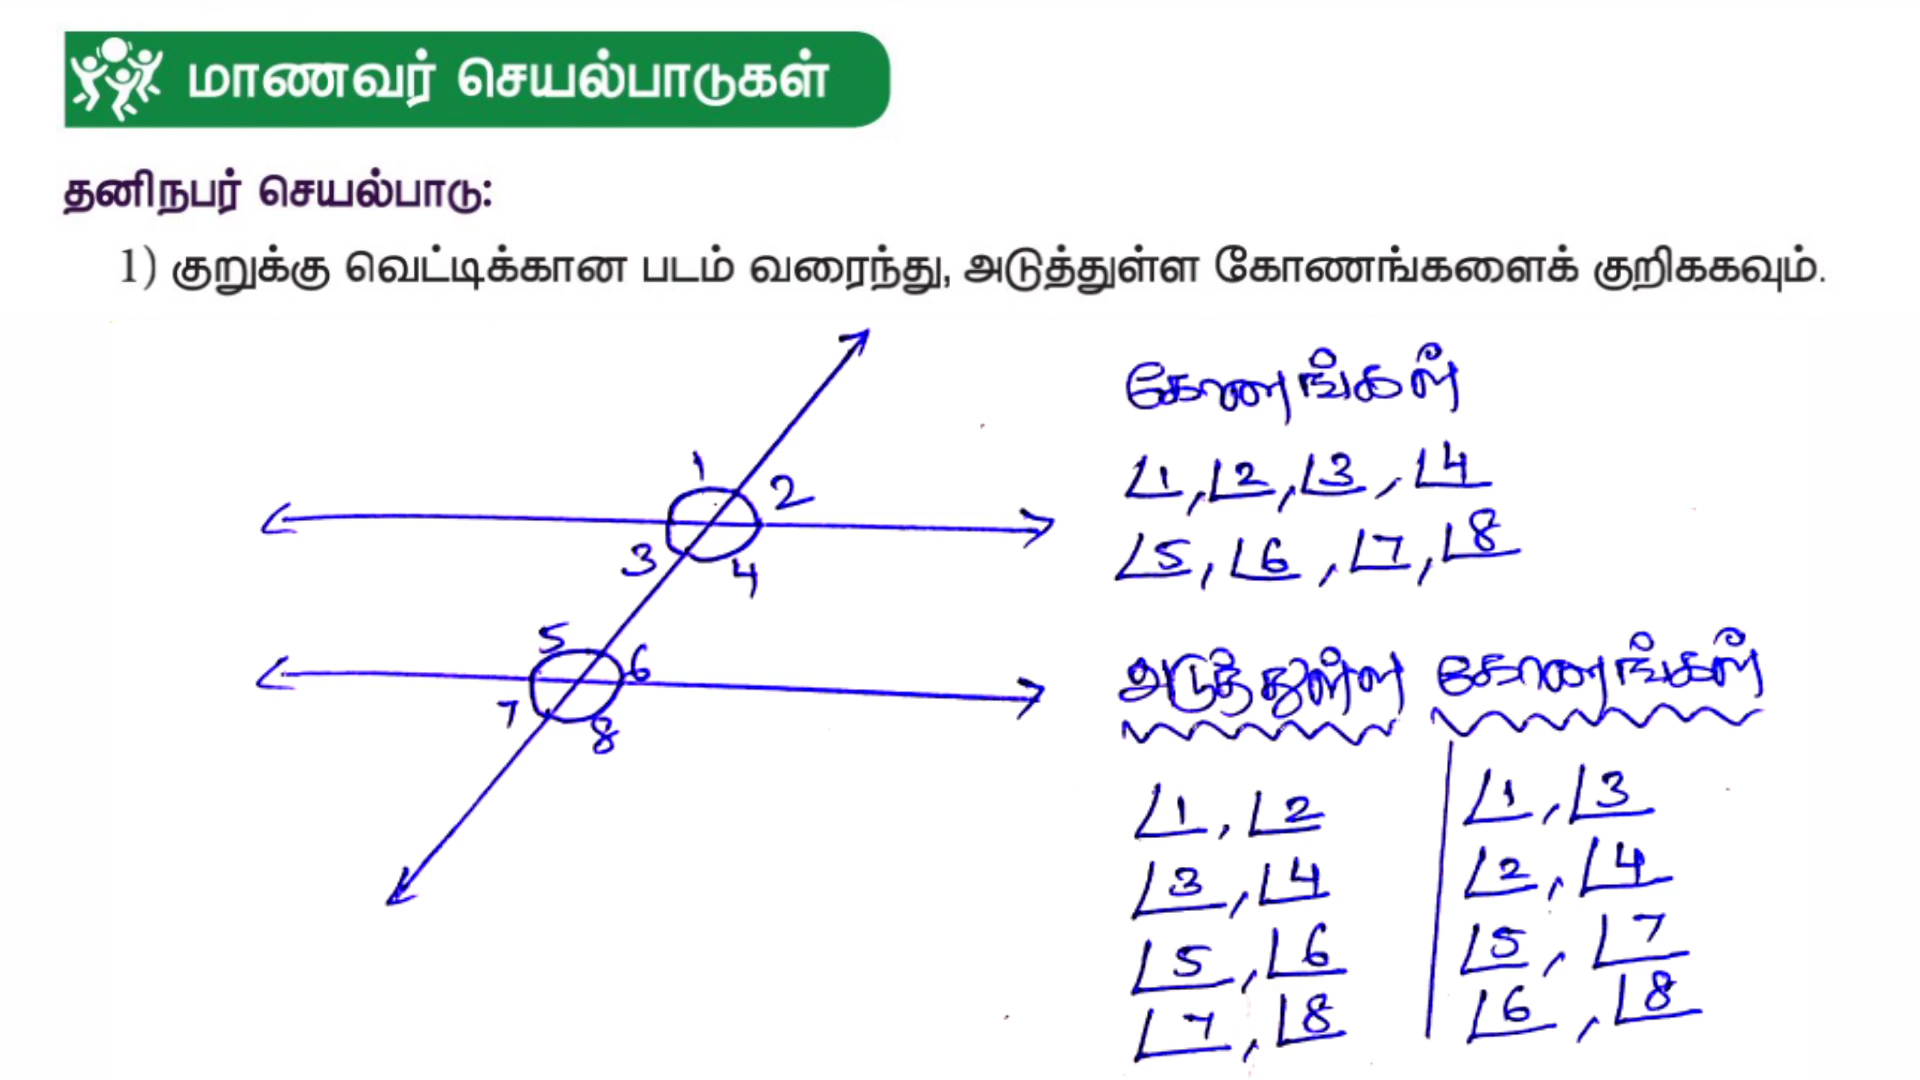 மாணவர் செயல்பாடுகள்
தனிநபர் செயல்பாடு:
1) குறுக்கு வெட்டிக்கான படம் வரைந்து, அடுத்துள்ள கோணங்களைக் குறிககவும்.
1
2
3
4
5
6
7
8
கோணங்கள்
∠1, ∠2, ∠3, ∠4
∠5, ∠6, ∠7, ∠8
அடுத்துள்ள கோணங்கள்
∠1, ∠2
∠3, ∠4
∠5, ∠6
∠7, ∠8
∠1, ∠3
∠2, ∠4
∠5, ∠7
∠6, ∠8